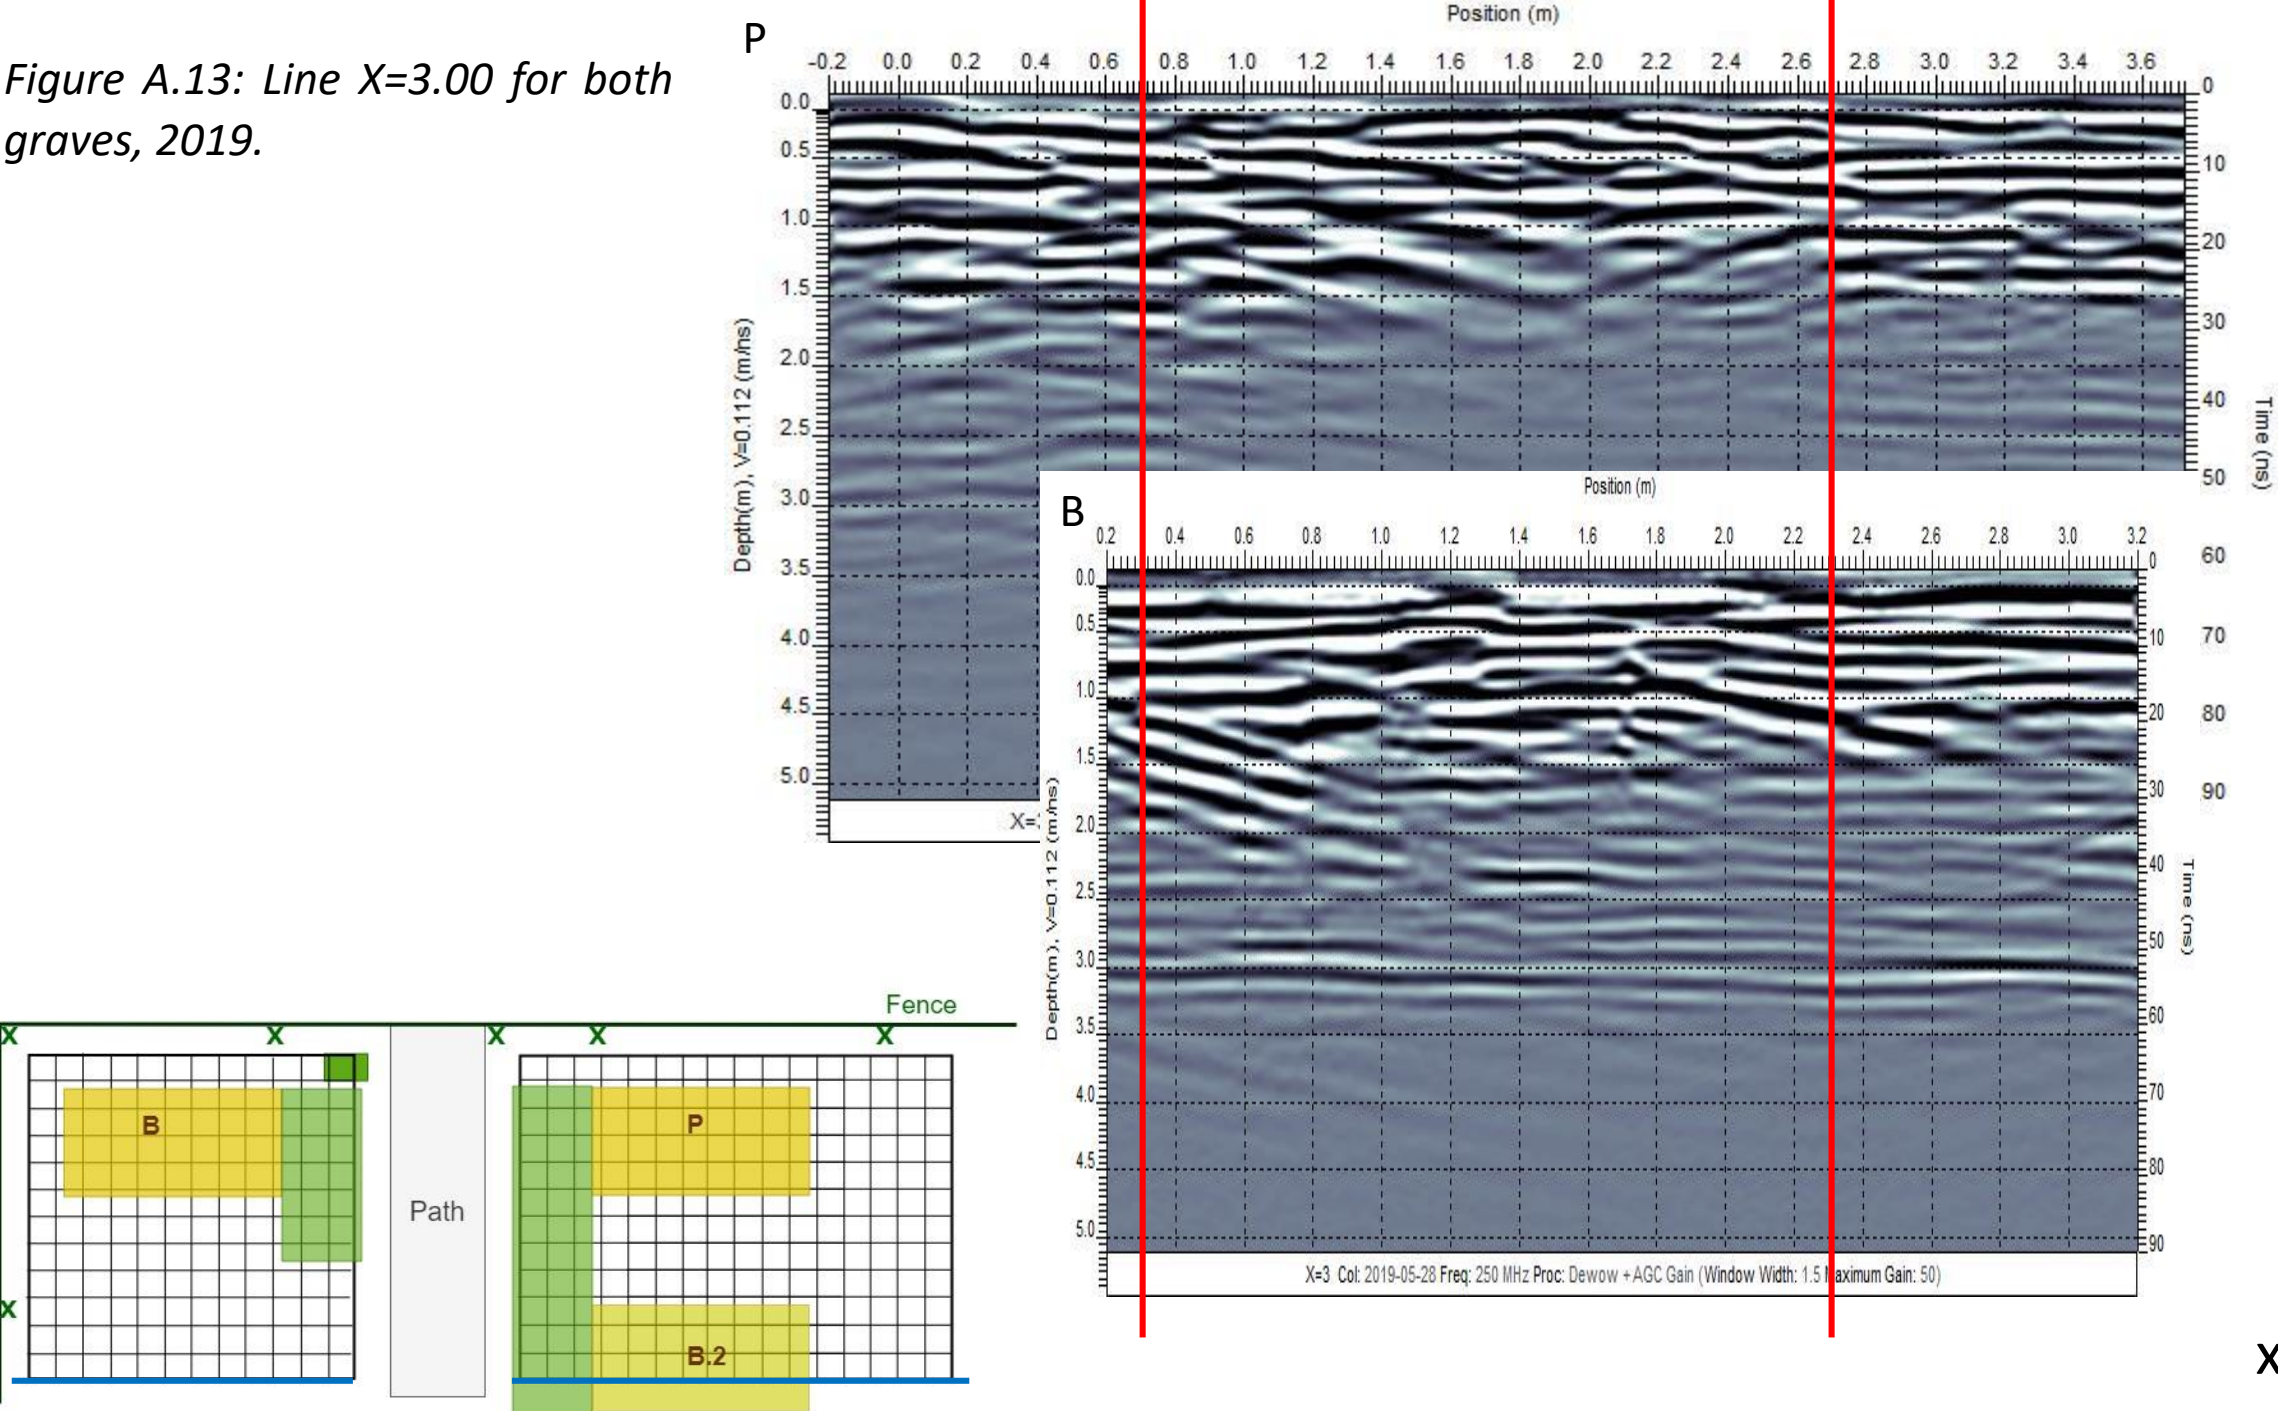 Figure A.13: Line X=3.00 for both
graves, 2019.
P
Position (m)
-0.2 0.0 0.2 0.4 0.6 0.8 1.0 1.2 1.4 1.6 1.8 2.0 2.2 2.4 2.6 2.8 3.0 3.2 3.4 3.6
0.0
0.5
1.0
1.5
2.0
2.5
3.0
3.5
4.0
4.5
5.0
Depth(m), V=0.112 (m/ns)
0
10
20
30
40
50
60
70
80
90
Time (ns)
X=
B
Position (m)
0.2 0.4 0.6 0.8 1.0 1.2 1.4 1.6 1.8 2.0 2.2 2.4 2.6 2.8 3.0 3.2
0.0
0.5
1.0
1.5
2.0
2.5
3.0
3.5
4.0
4.5
5.0
Depth(m), V=0.112 (m/ns)
0
10
20
30
40
50
60
70
80
90
Time (ns)
X=3 Col: 2019-05-28 Freq: 250 MHz Proc: Dewow +AGC Gain (Window Width: 1.5 Maximum Gain: 50)
Fence
X X X X X
B
P
Path
X
B.2
X